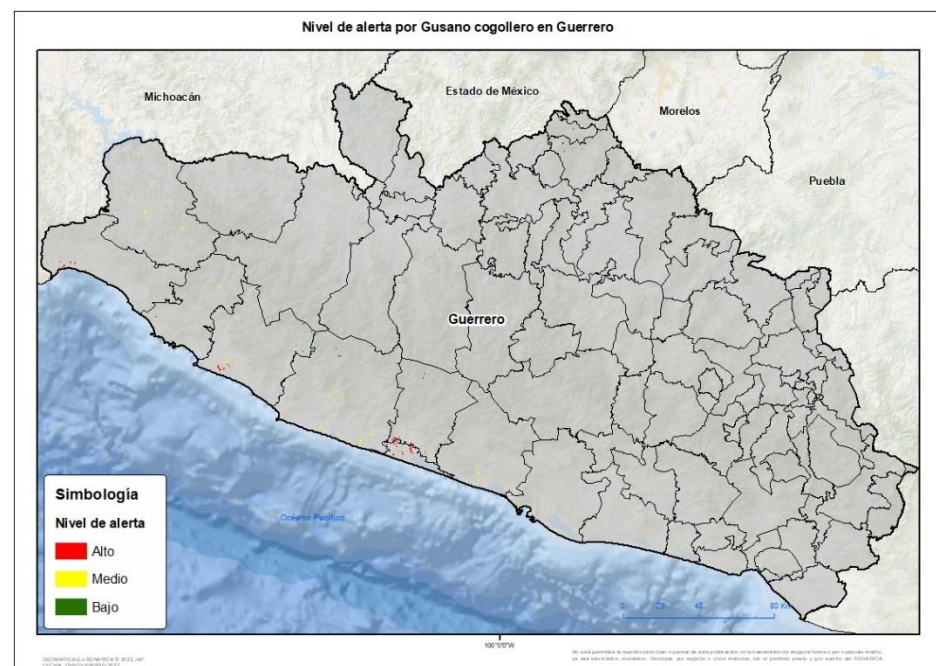 Nivel de alerta por Gusano cogollero en Guerrero
Michoacán
Estado de México
Morelos
Puebla
Guerrero
Océano Pacífico
Simbología
Nivel de alerta
Alto
Medio
Bajo
0 20 40 80 Km
100°0'0"W